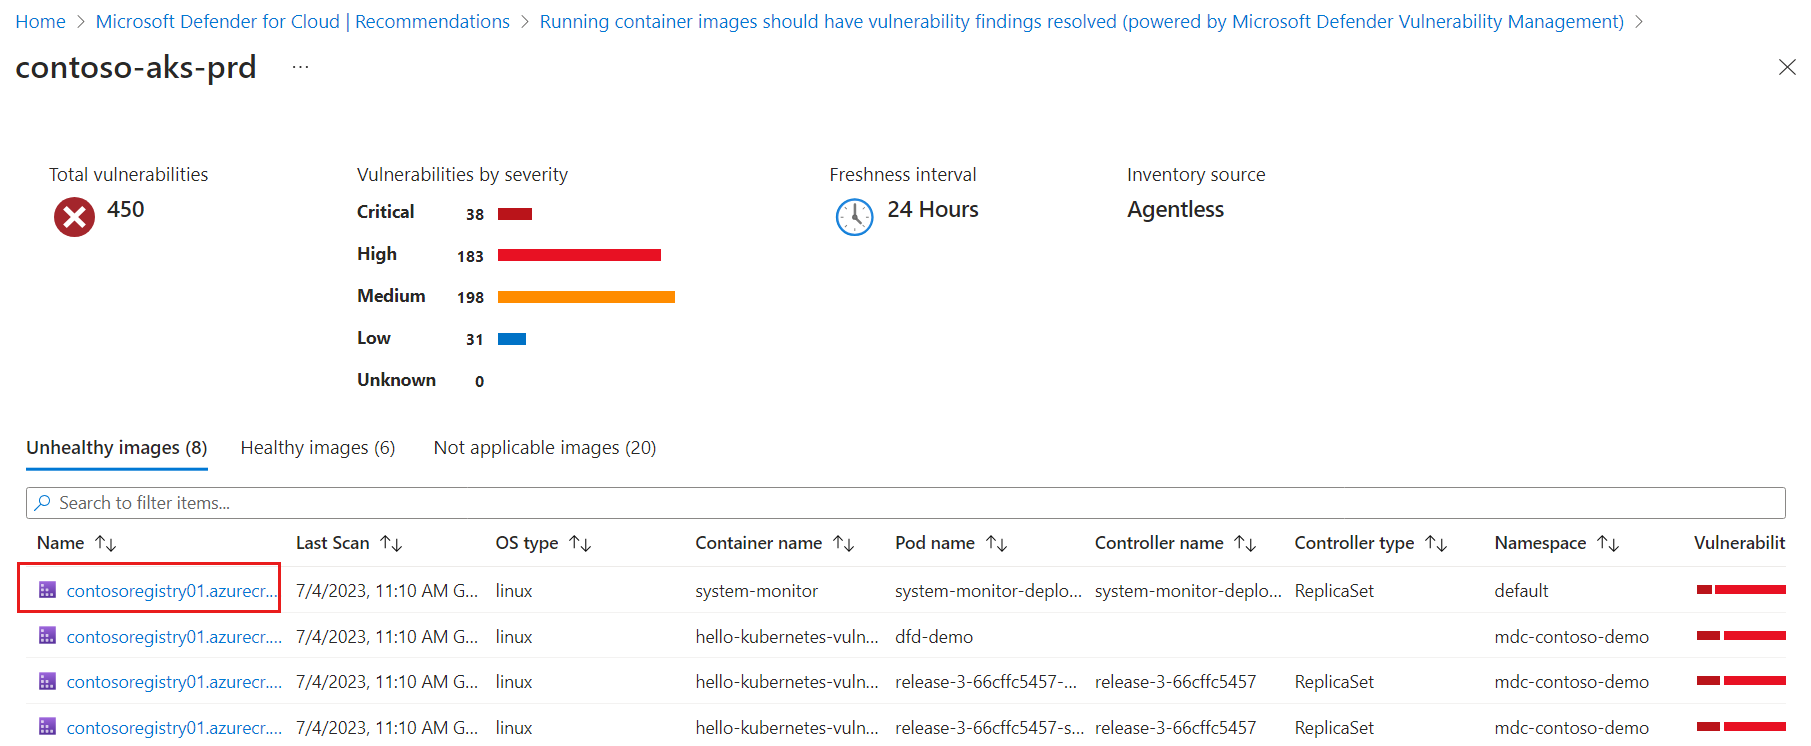 Home > Microsoft Defender for Cloud | Recommendations > Running container images should have vulnerability findings resolved (powered by Microsoft Defender Vulnerability Management) >
contoso-aks-prd ...
Total vulnerabilities Vulnerabilities by severity Freshness interval Inventory source
450 Critical 38 24 Hours Agentless
High 183
Medium 198
Low 31
Unknown 0
Unhealthy images (8) Healthy images (6) Not applicable images (20)
Search to filter items...
Name ↑↓ Last Scan ↑↓ OS type ↑↓ Container name ↑↓ Pod name ↑↓ Controller name ↑↓ Controller type ↑↓ Namespace ↑↓ Vulnerabilit
contosoregistry01.azurecr... 7/4/2023, 11:10 AM G... linux system-monitor system-monitor-deplo... system-monitor-deplo... ReplicaSet default
contosoregistry01.azurecr.... 7/4/2023, 11:10 AM G... linux hello-kubernetes-vuln... dfd-demo mdc-contoso-demo
contosoregistry01.azurecr.... 7/4/2023, 11:10 AM G... linux hello-kubernetes-vuln... release-3-66cffc5457-... release-3-66cffc5457 ReplicaSet mdc-contoso-demo
contosoregistry01.azurecr.... 7/4/2023, 11:10 AM G... linux hello-kubernetes-vuln... release-3-66cffc5457-s... release-3-66cffc5457 ReplicaSet mdc-contoso-demo